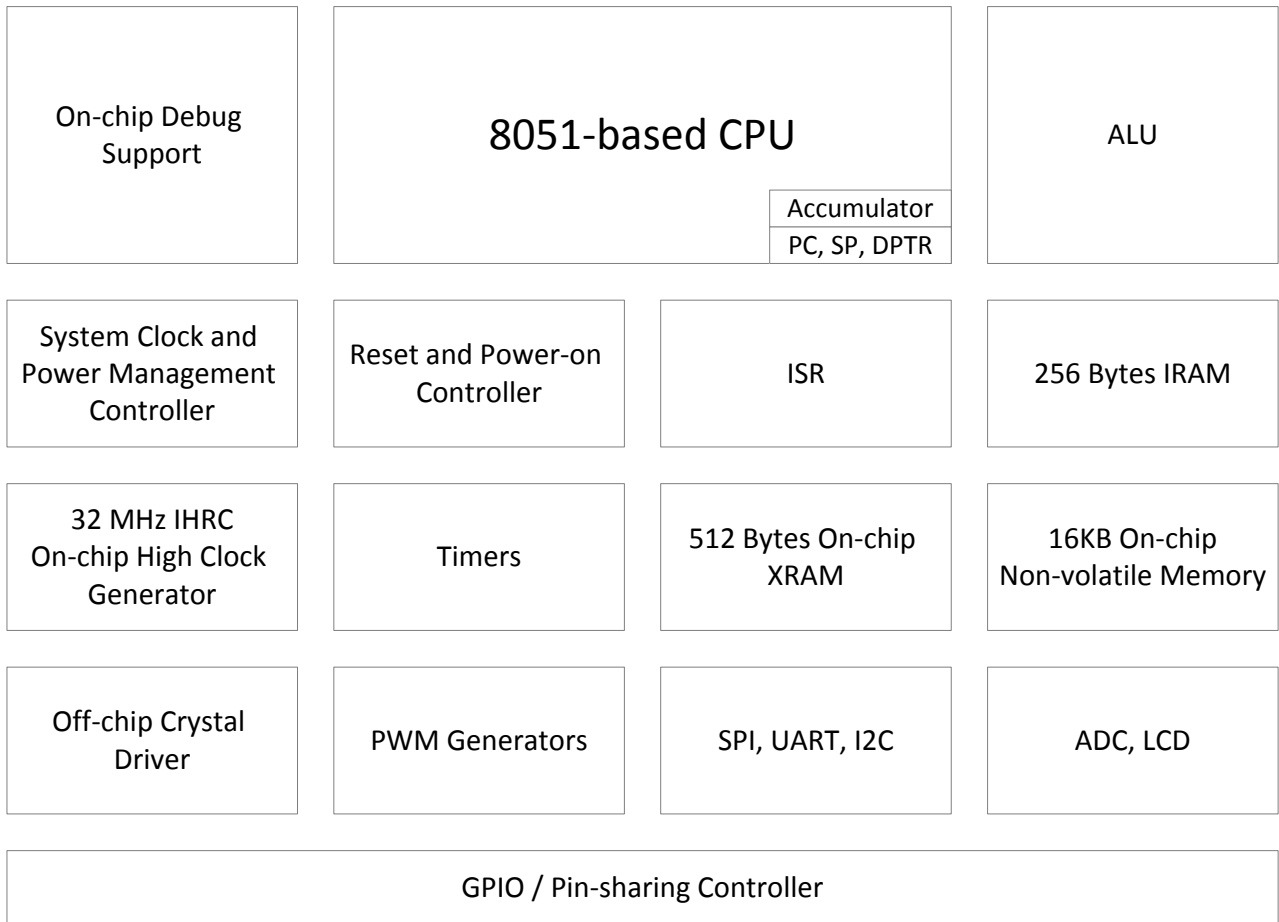 On-chip Debug
Support
8051-based CPU
Accumulator
PC, SP, DPTR
ALU
System Clock and
Power Management
Controller
Reset and Power-on
Controller
ISR
256 Bytes IRAM
32 MHz IHRC
On-chip High Clock
Generator
Timers
512 Bytes On-chip
XRAM
16KB On-chip
Non-volatile Memory
Off-chip Crystal
Driver
PWM Generators
SPI, UART, I2C
ADC, LCD
GPIO / Pin-sharing Controller